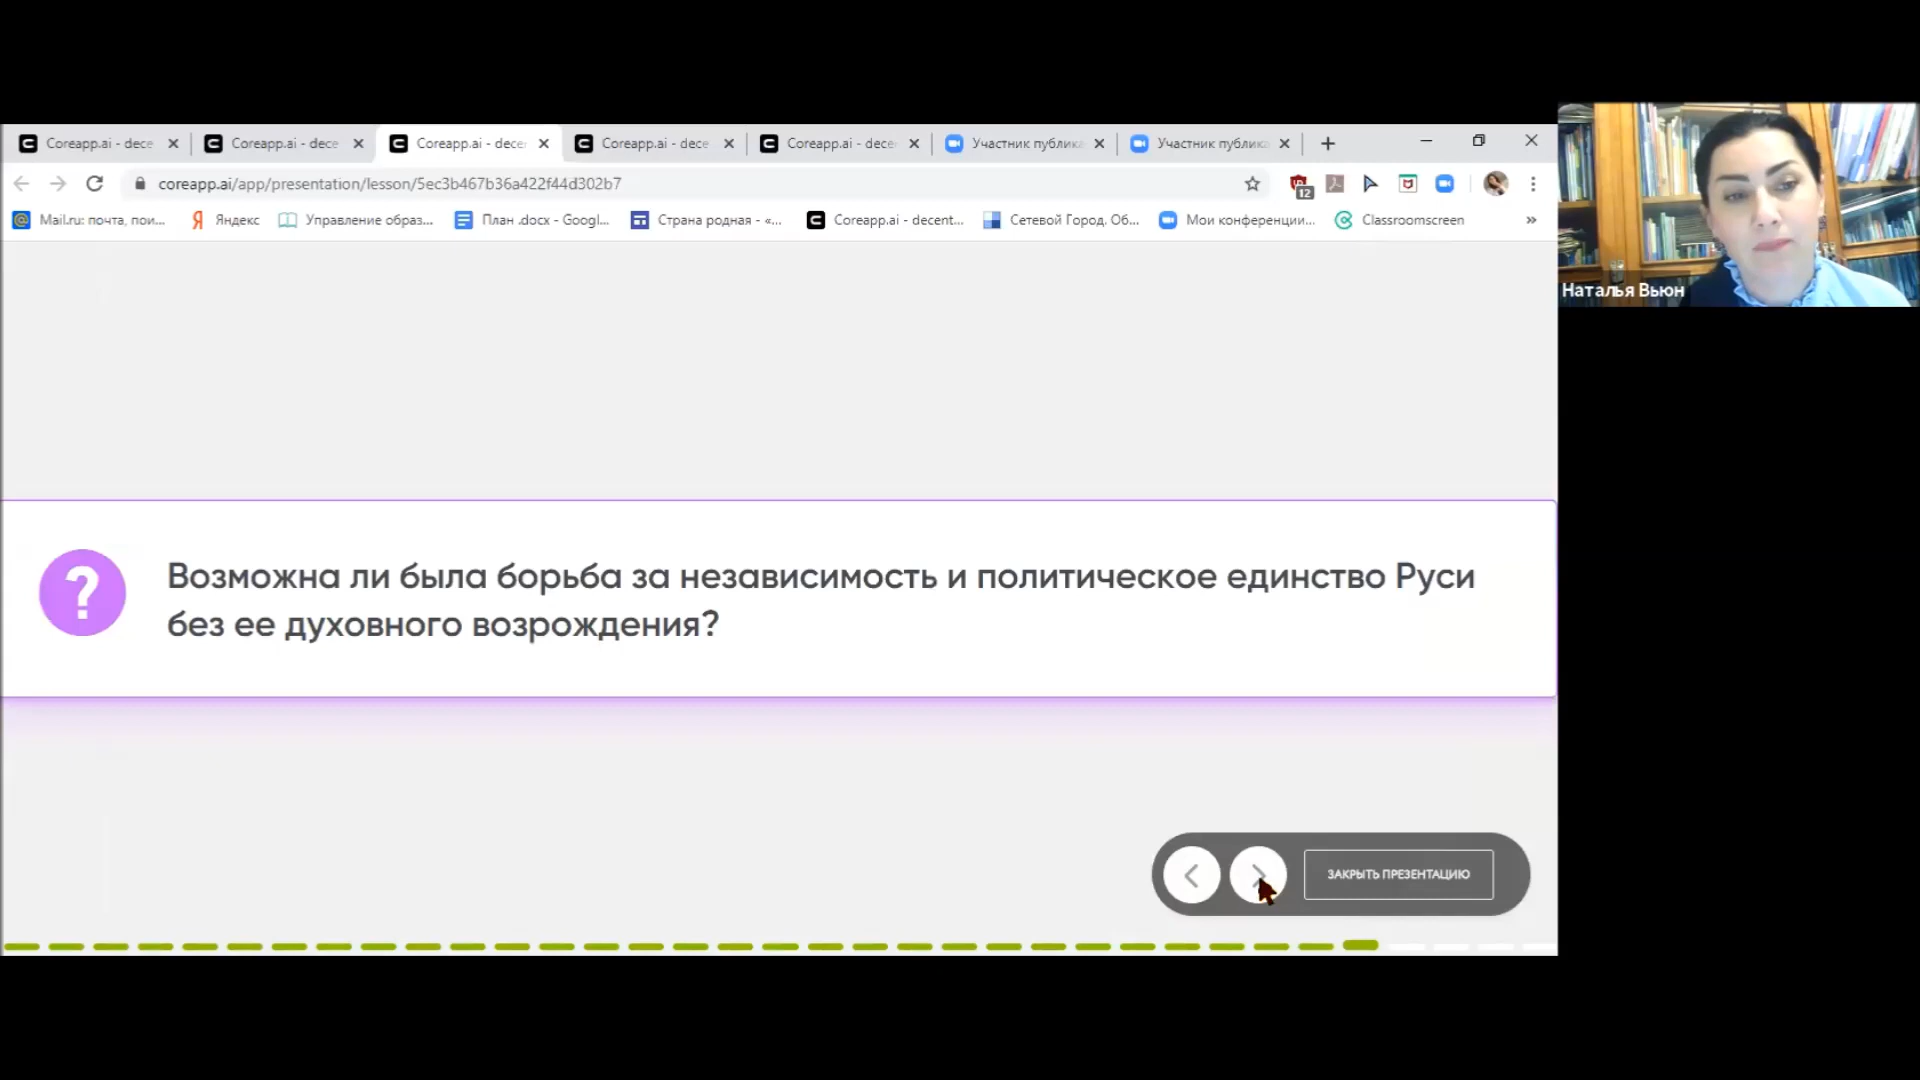 Coreapp.ai - dece Coreapp.ai - dece Coreapp.ai - dece Coreapp.ai - dece Coreapp.ai - dece Участник публика Участник публика
coreapp.ai/app/presentation/lesson/5ec3b467b36a422f44d302b7
12
Mail.ru: почта, пои... Яндекс Управление образ... План .docx - Googl... Страна родная - «... Coreapp.ai - decent... Сетевой Город. Об... Мои конференции... Classroomscreen
Наталья Вьюн
? Возможна ли была борьба за независимость и политическое единство Руси
без ее духовного возрождения?
ЗАКРЫТЬ ПРЕЗЕНТАЦИЮ